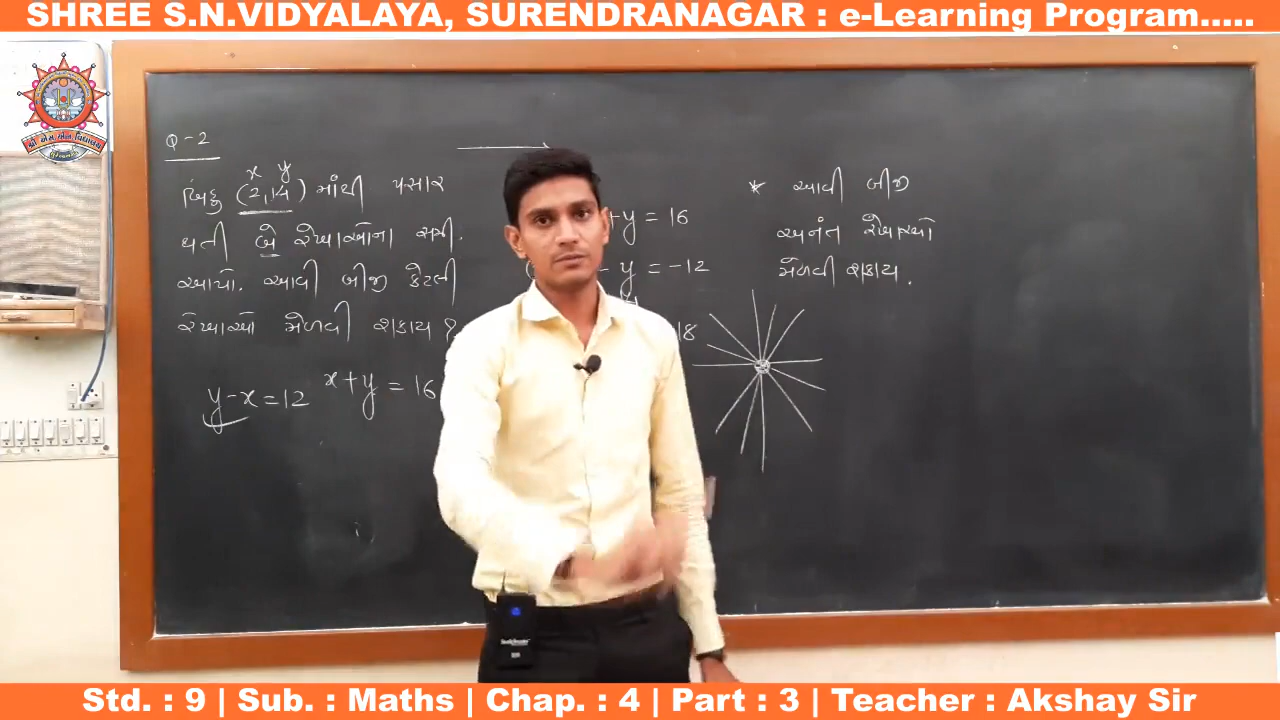 SHREE S.N.VIDYALAYA, SURENDRANAGAR : e-Learning Program.....
Q-2
x y
બિંદુ (2,14) માંથી પસાર
થતી બે રેખાઓના સમી.
આપો. આવી બીજી કેટલી
રેખાઓ મેળવી શકાય ?
y-x=12 x+y=16
+y=16
- y = -12
18
* આવી બીજી
અનંત રેખાઓ
મેળવી શકાય.
Std. : 9 | Sub. : Maths | Chap. : 4 | Part : 3 | Teacher : Akshay Sir